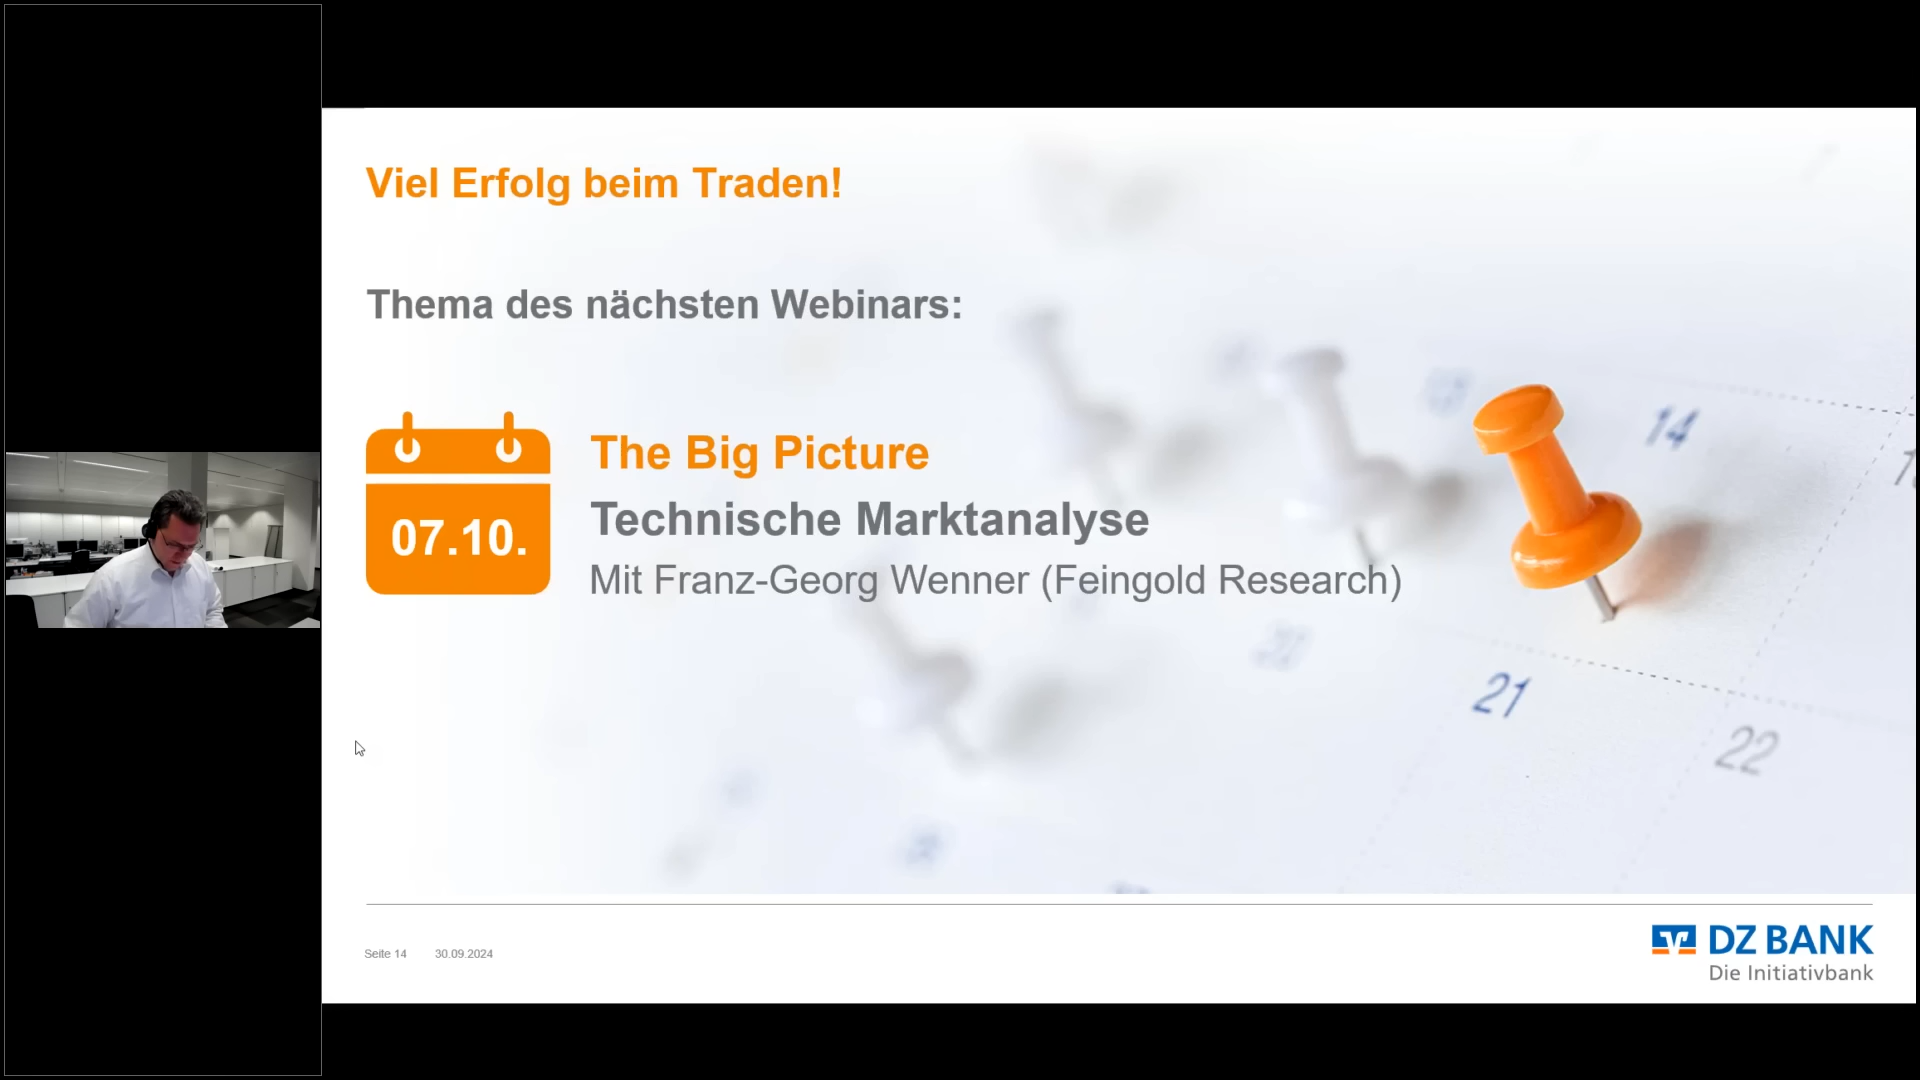 Viel Erfolg beim Traden!
Thema des nächsten Webinars:
07.10.
The Big Picture
Technische Marktanalyse
Mit Franz-Georg Wenner (Feingold Research)
14
21
22
Seite 14 30.09.2024
DZ BANK
Die Initiativbank